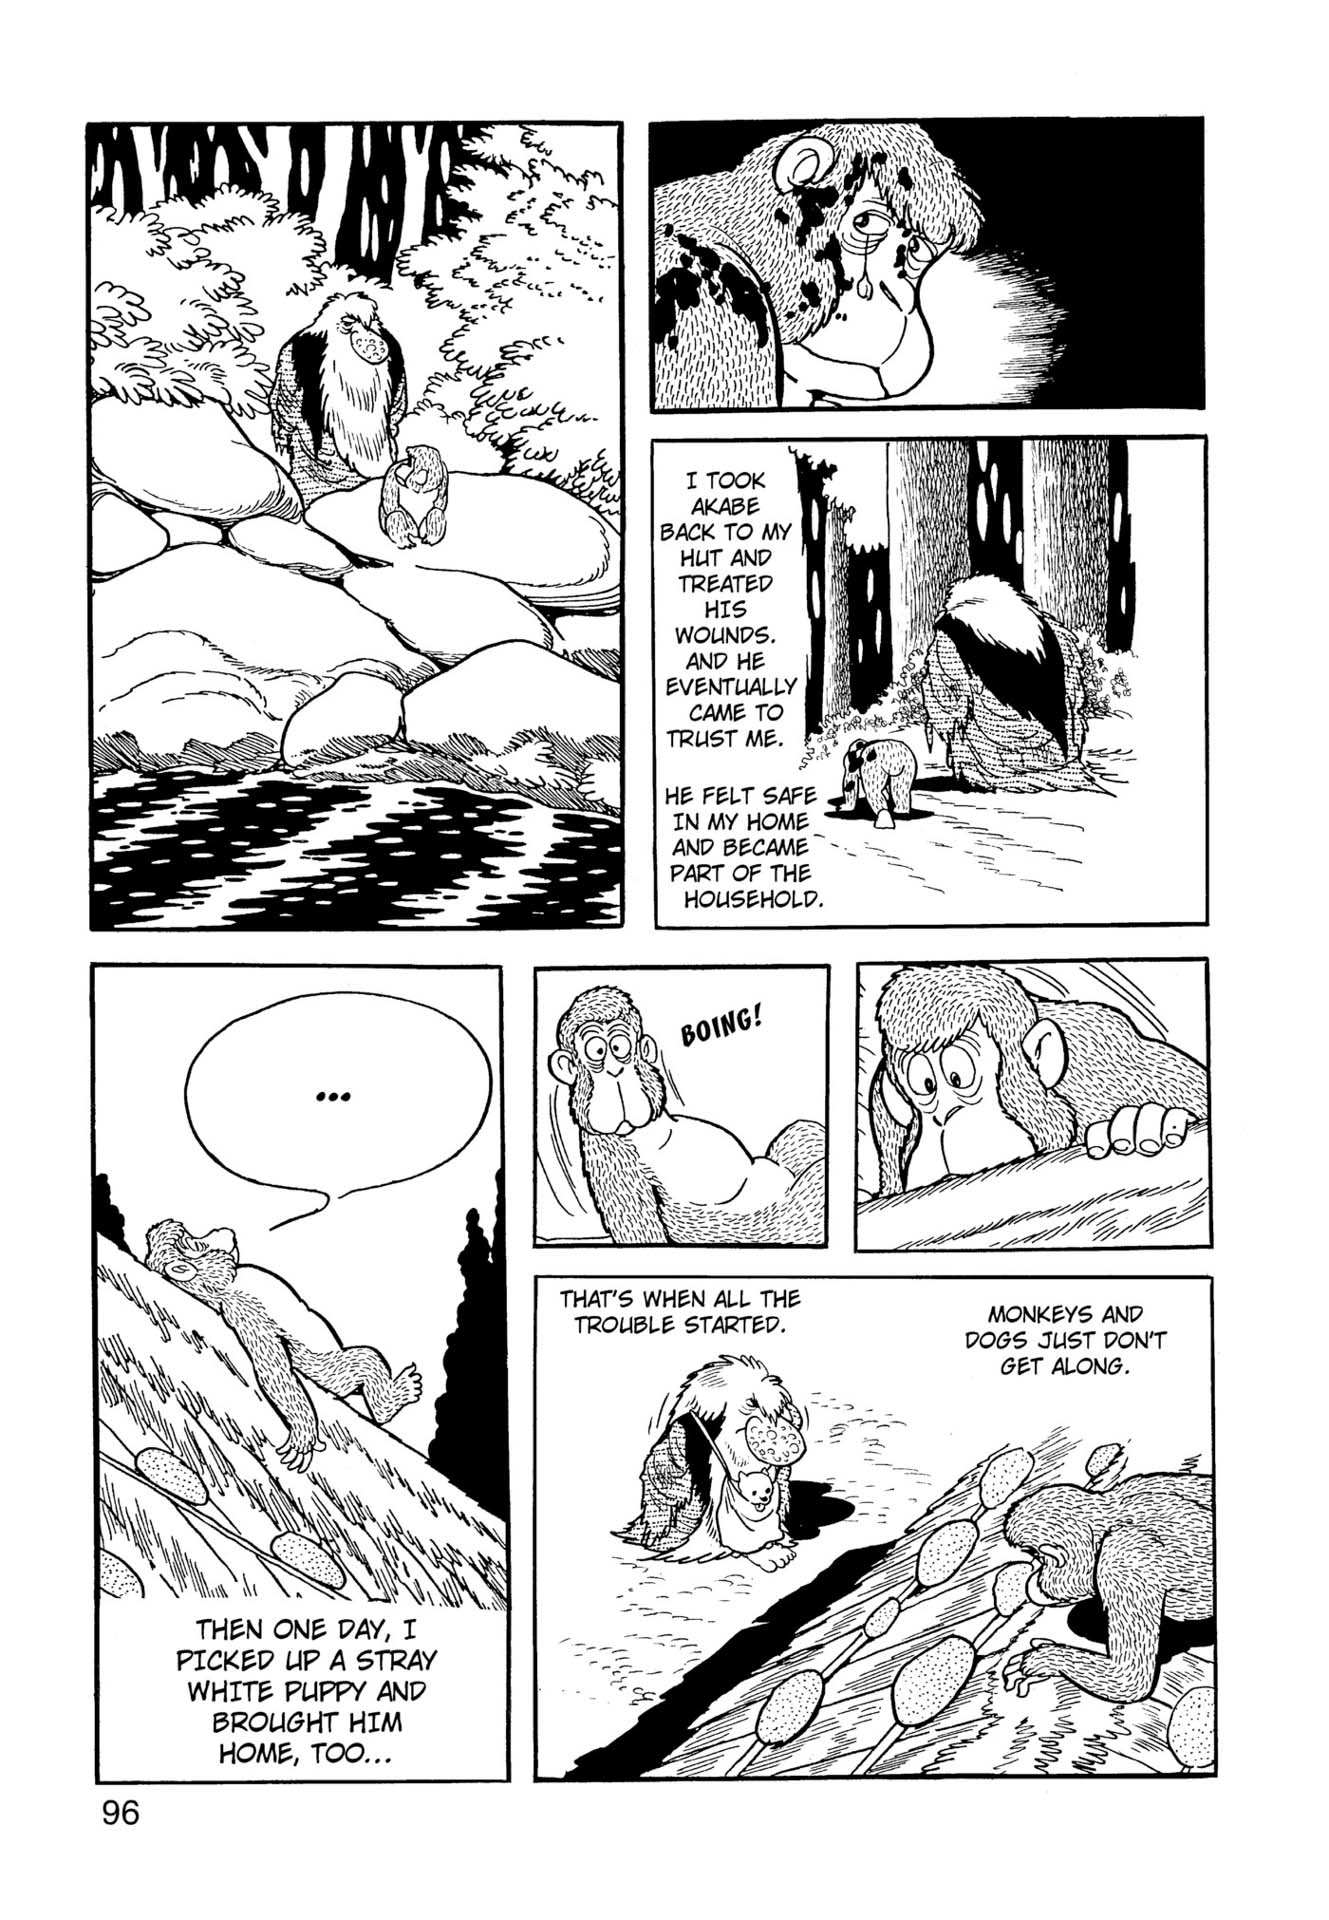 I TOOK
AKABE
BACK TO MY
HUT AND
TREATED
HIS
WOUNDS.
AND HE
EVENTUALLY
CAME TO
TRUST ME.
HE FELT SAFE
IN MY HOME
AND BECAME
PART OF THE
HOUSEHOLD.
...
THEN ONE DAY, I
PICKED UP A STRAY
WHITE PUPPY AND
BROUGHT HIM
HOME, TOO...
BOING!
THAT'S WHEN ALL THE
TROUBLE STARTED.
MONKEYS AND
DOGS JUST DON'T
GET ALONG.
96